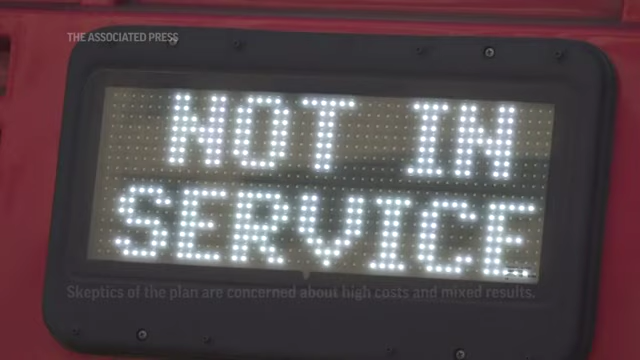 THE ASSOCIATED PRESS
NOT IN
SERVICE
Skeptics of the plan are concerned about high costs and mixed results.